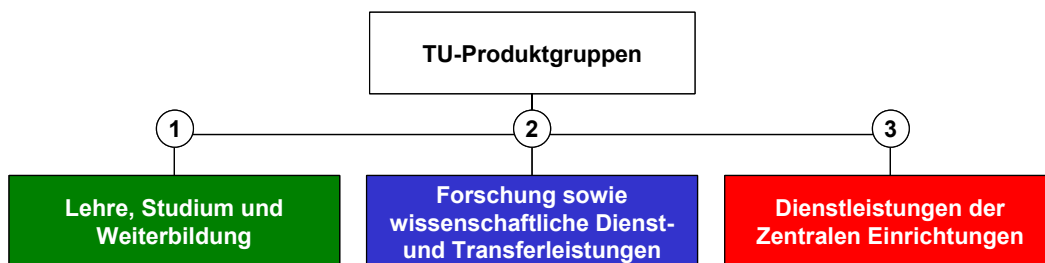 TU-Produktgruppen
1
2
3
Lehre, Studium und
Weiterbildung
Forschung sowie
wissenschaftliche Dienst-
und Transferleistungen
Dienstleistungen der
Zentralen Einrichtungen